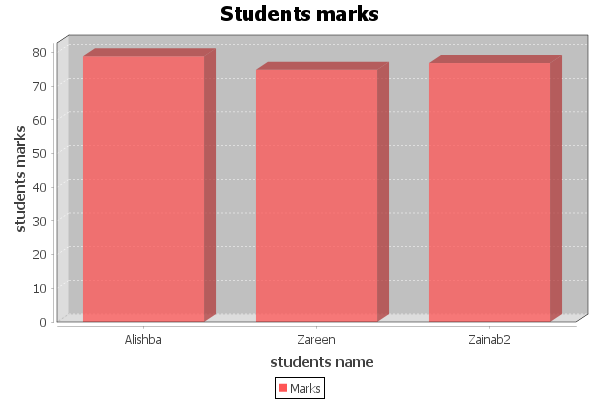 Students marks
students marks
80
70
60
50
40
30
20
10
0
Alishba Zareen Zainab2
students name
Marks